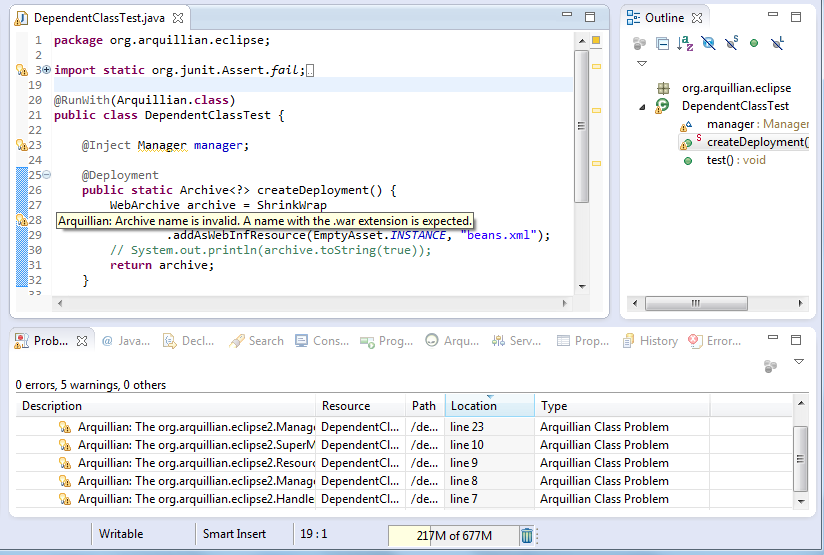 DependentClassTest.java
1 package org.arquillian.eclipse;
2
3 import static org.junit.Assert.fail;
19
20 @RunWith(Arquillian.class)
21 public class DependentClassTest {
22
23 @Inject Manager manager;
24
25 @Deployment
26 public static Archive<?> createDeployment() {
27 WebArchive archive = ShrinkWrap
28 Arquillian: Archive name is invalid. A name with the .war extension is expected.
29 .addAsWebInfResource(EmptyAsset.INSTANCE, "beans.xml");
30 // System.out.println(archive.toString(true));
31 return archive;
32 }
33
Outline
org.arquillian.eclipse
DependentClassTest
manager : Manager
createDeployment()
test() : void
Prob... Java... Decl... Search Cons... Prog... Arqu... Serv... Prop... History Error...
0 errors, 5 warnings, 0 others
Description Resource Path Location Type
Arquillian: The org.arquillian.eclipse2.Manage DependentCl... /de... line 23 Arquillian Class Problem
Arquillian: The org.arquillian.eclipse2.SuperM DependentCl... /de... line 10 Arquillian Class Problem
Arquillian: The org.arquillian.eclipse2.Resourc DependentCl... /de... line 9 Arquillian Class Problem
Arquillian: The org.arquillian.eclipse2.Manage DependentCl... /de... line 8 Arquillian Class Problem
Arquillian: The org.arquillian.eclipse2.Handle DependentCl... /de... line 7 Arquillian Class Problem
Writable Smart Insert 19 : 1 217M of 677M